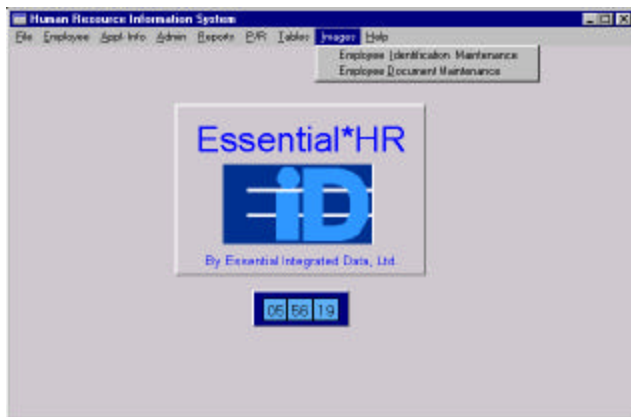 Human Resource Information System
File Employee Appl Info Admin Reports P/R Tables Images Help
Employee Identification Maintenance
Employee Document Maintenance
Essential*HR
EiD
By Essential Integrated Data, Ltd.
05 56 19